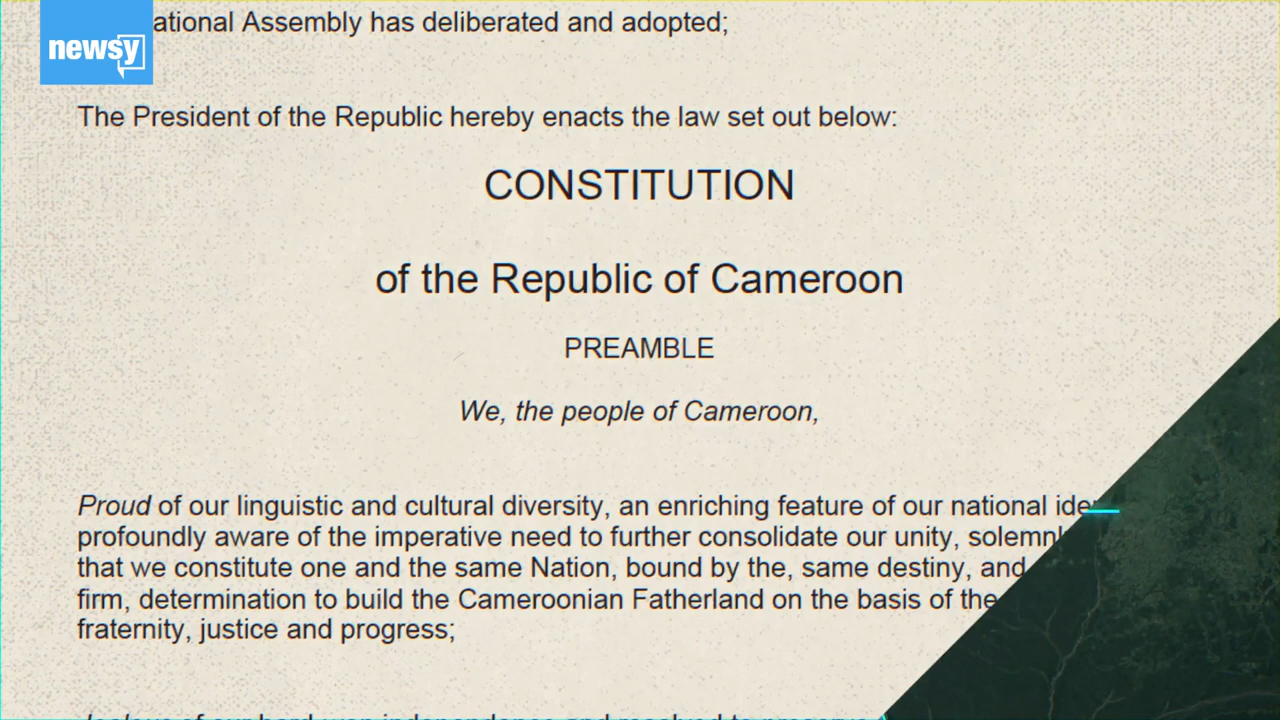 newsy
ational Assembly has deliberated and adopted;
The President of the Republic hereby enacts the law set out below:
CONSTITUTION
of the Republic of Cameroon
PREAMBLE
We, the people of Cameroon,
Proud of our linguistic and cultural diversity, an enriching feature of our national ide
profoundly aware of the imperative need to further consolidate our unity, solemnl
that we constitute one and the same Nation, bound by the, same destiny, and
firm, determination to build the Cameroonian Fatherland on the basis of the
fraternity, justice and progress;